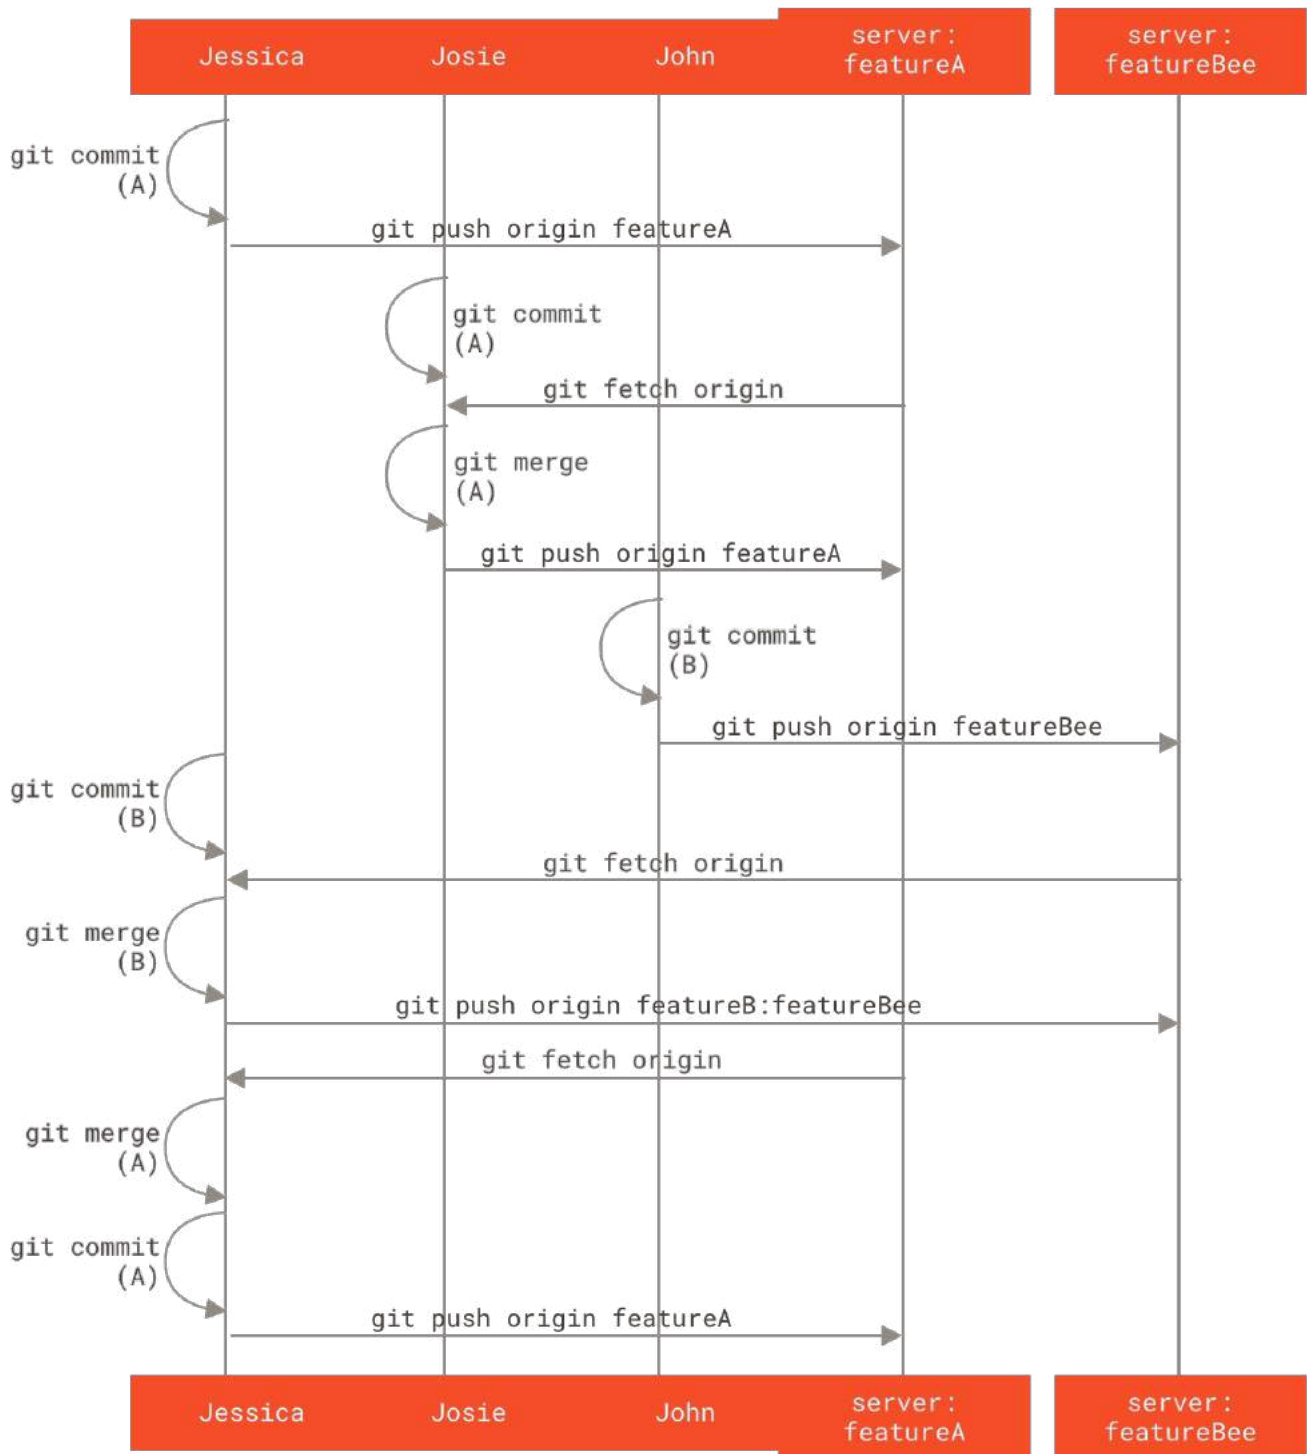 server:
server:
Jessica
Josie
John
featureA
featureBee
git commit
(A)
git push origin featureA
git commit
(A)
git fetch origin
git merge
(A)
git push origin featureA
git commit
(B)
git push origin featureBee
git commit
(B)
git fetch origin
git merge
(B)
git push origin featureB:featureBee
git fetch origin
git merge
(A)
git commit
(A)
git push origin featureA
server:
server:
Jessica
Josie
John
featureA
featureBee